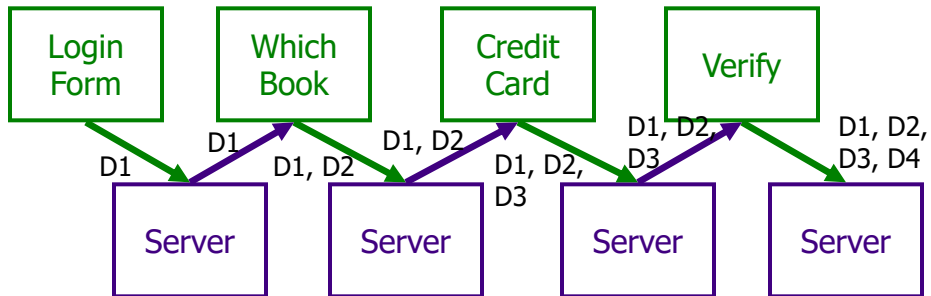 Login
Form
Which
Book
Credit
Card
Verify
D1
D1
D1, D2
D1, D2
D1, D2,
D3
D1, D2,
D3
D1, D2,
D3, D4
Server
Server
Server
Server